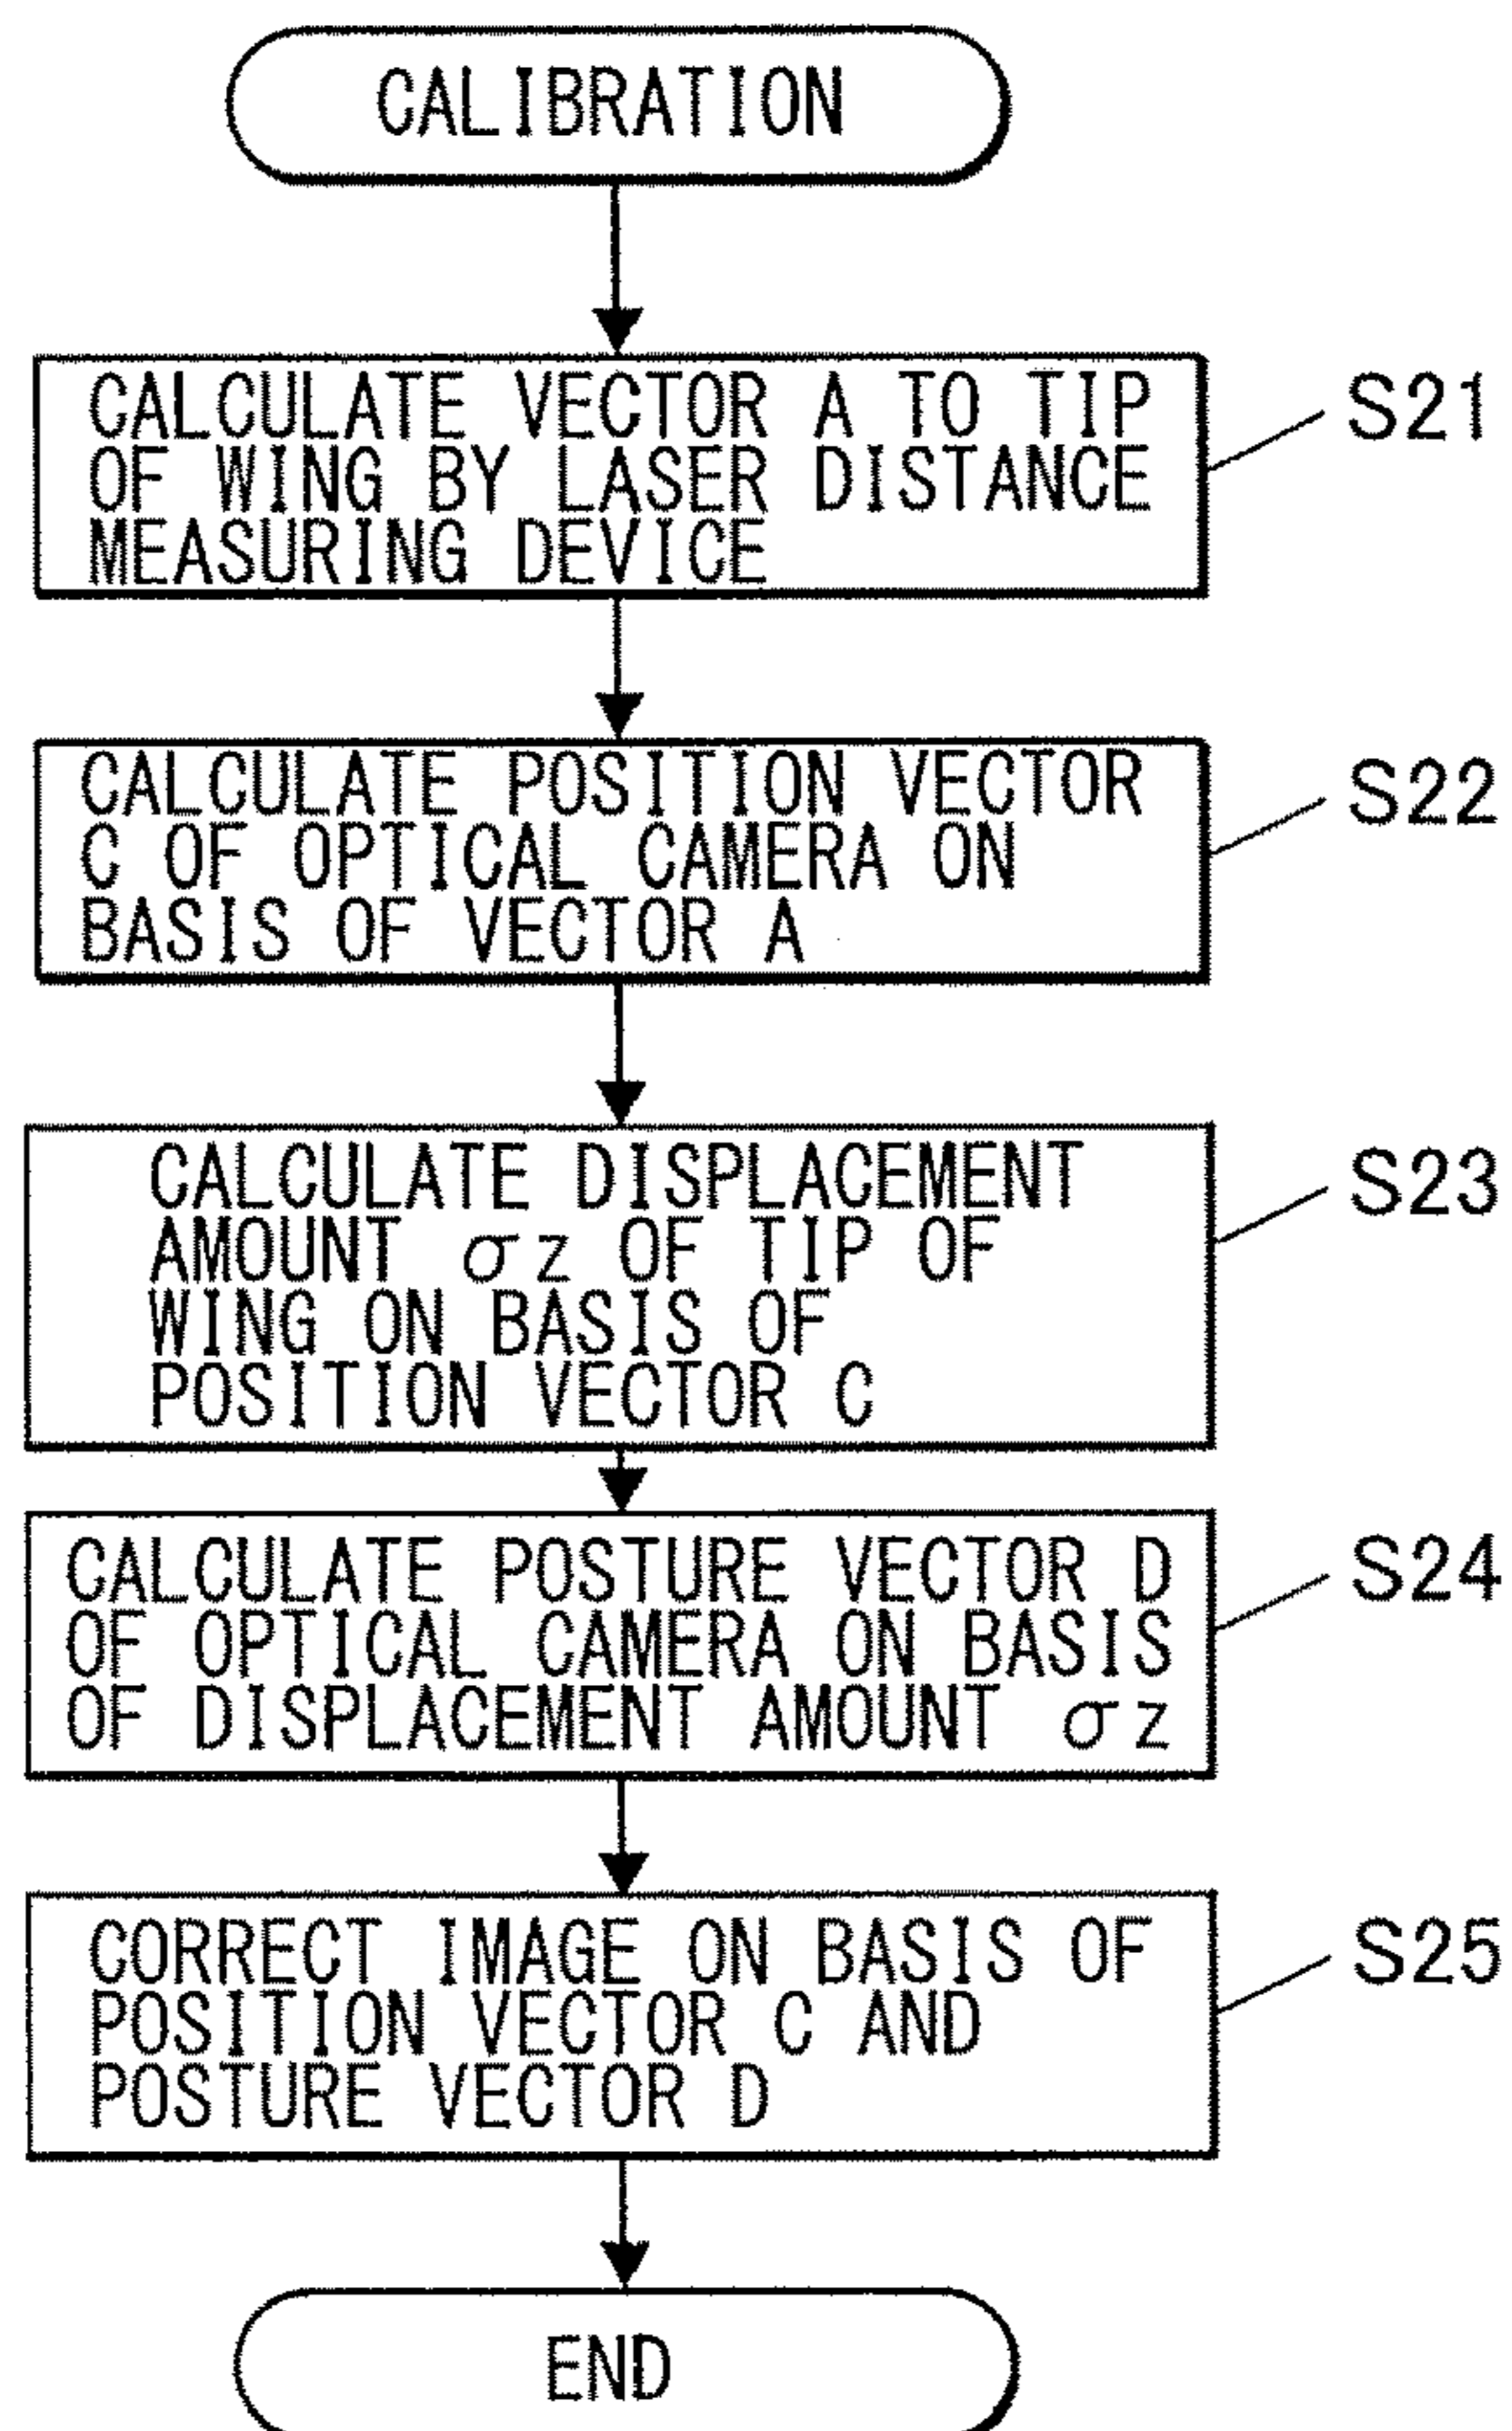 CALIBRATION
CALCULATE VECTOR A TO TIP
OF WING BY LASER DISTANCE
MEASURING DEVICE
S21
CALCULATE POSITION VECTOR
C OF OPTICAL CAMERA ON
BASIS OF VECTOR A
S22
CALCULATE DISPLACEMENT
AMOUNT σz OF TIP OF
WING ON BASIS OF
POSITION VECTOR C
S23
CALCULATE POSTURE VECTOR D
OF OPTICAL CAMERA ON BASIS
OF DISPLACEMENT AMOUNT σz
S24
CORRECT IMAGE ON BASIS OF
POSITION VECTOR C AND
POSTURE VECTOR D
S25
END